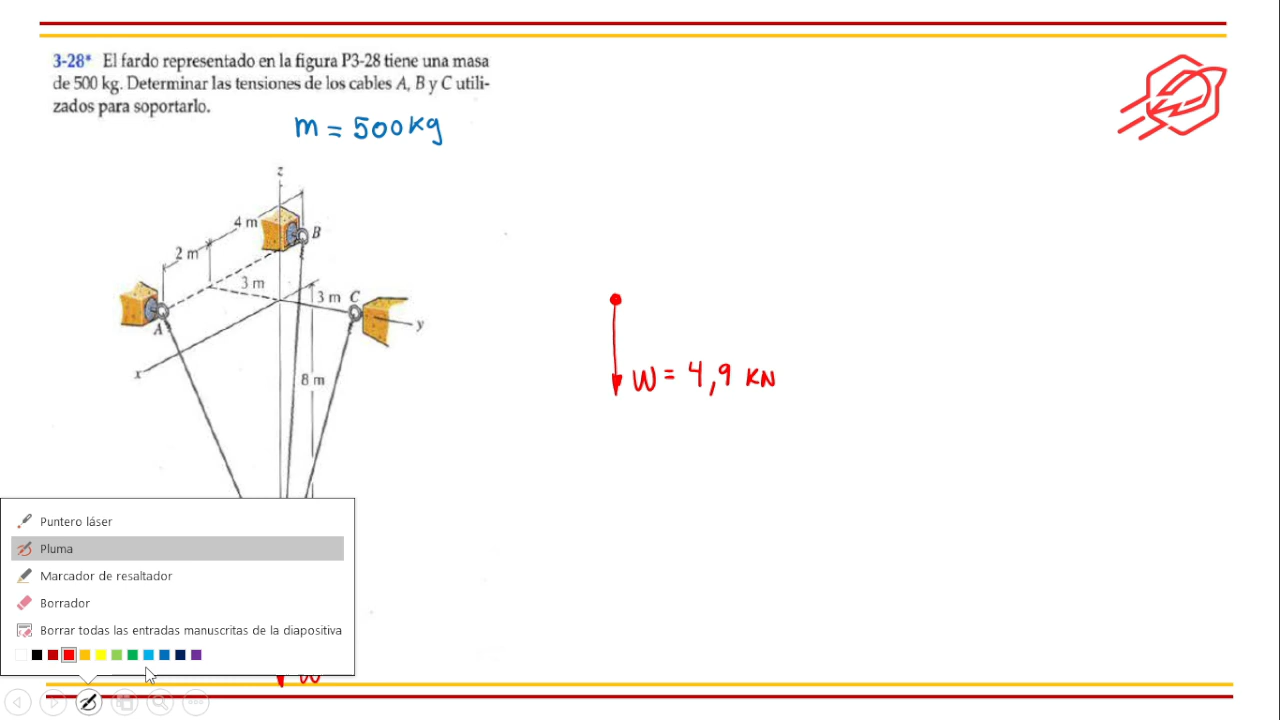 3-28* El fardo representado en la figura P3-28 tiene una masa
de 500 kg. Determinar las tensiones de los cables A, B y C utili-
zados para soportarlo.
m = 500 kg
z
4 m
B
2 m
3 m
3 m C
A
y
x
8 m
W = 4,9 KN
Puntero láser
Pluma
Marcador de resaltador
Borrador
Borrar todas las entradas manuscritas de la diapositiva